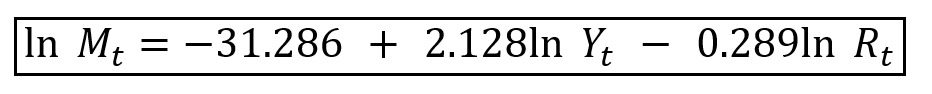 ln M_t = −31.286 + 2.128ln Y_t − 0.289ln R_t